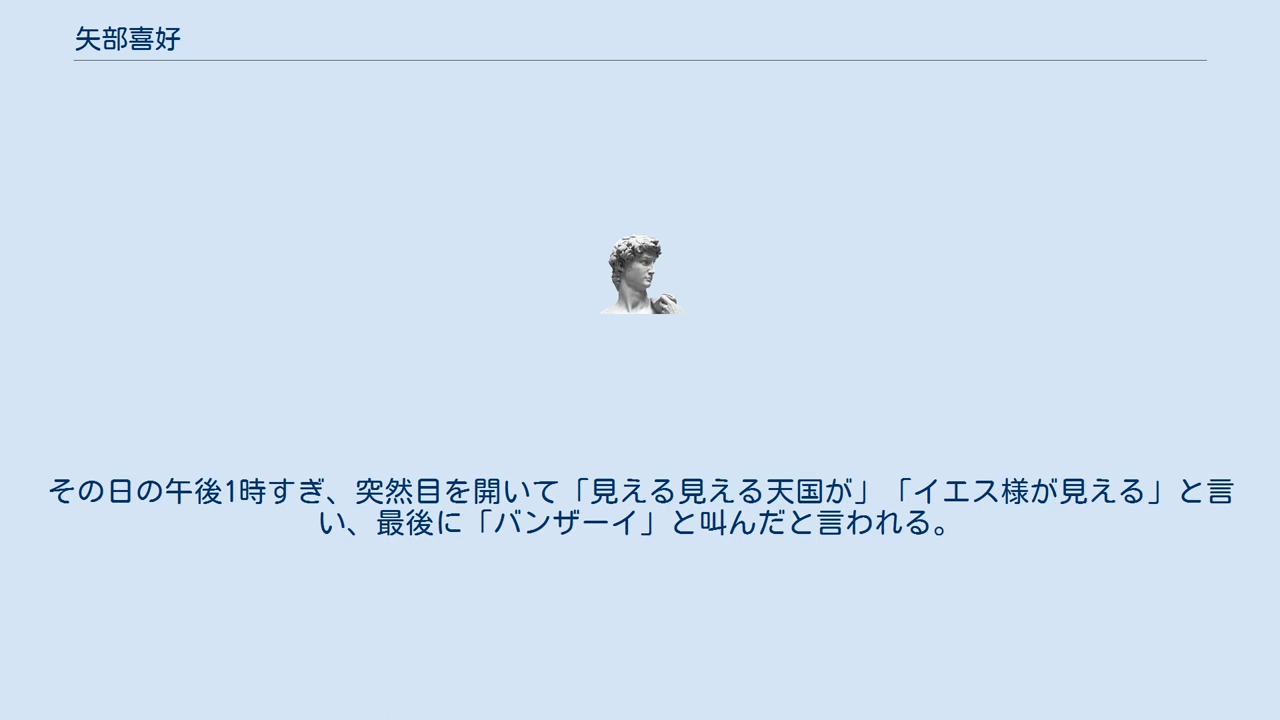 矢部喜好
その日の午後1時すぎ、突然目を開いて「見える見える天国が」「イエス様が見える」と言
い、最後に「バンザーイ」と叫んだと言われる。